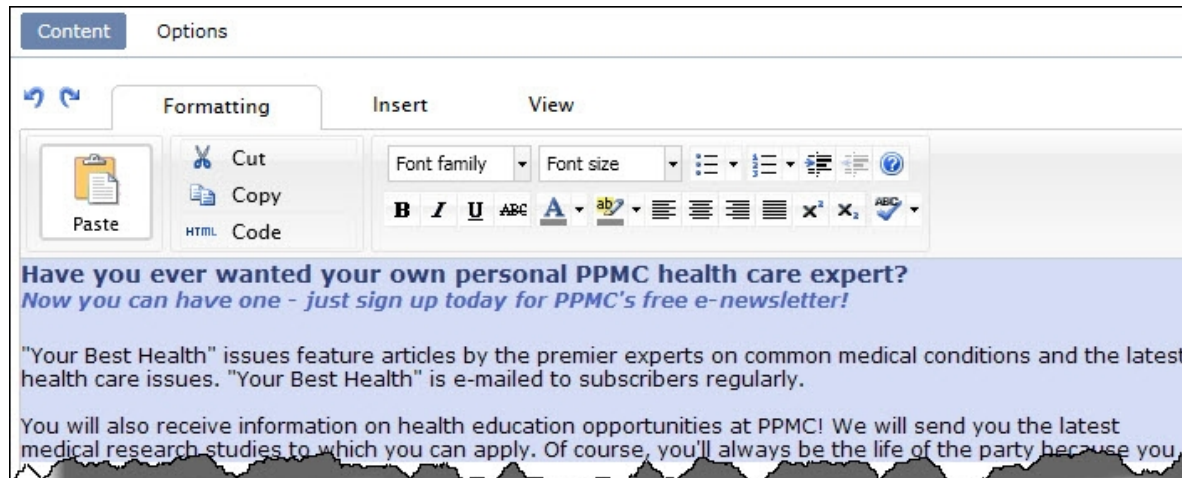 Content Options
Formatting Insert View
Paste
Cut
Copy
HTML Code
Font family Font size
B I U ABC A ab x² x₂ ABC
Have you ever wanted your own personal PPMC health care expert?
Now you can have one - just sign up today for PPMC's free e-newsletter!
"Your Best Health" issues feature articles by the premier experts on common medical conditions and the latest
health care issues. "Your Best Health" is e-mailed to subscribers regularly.
You will also receive information on health education opportunities at PPMC! We will send you the latest
medical research studies to which you can apply. Of course, you'll always be the life of the party because you